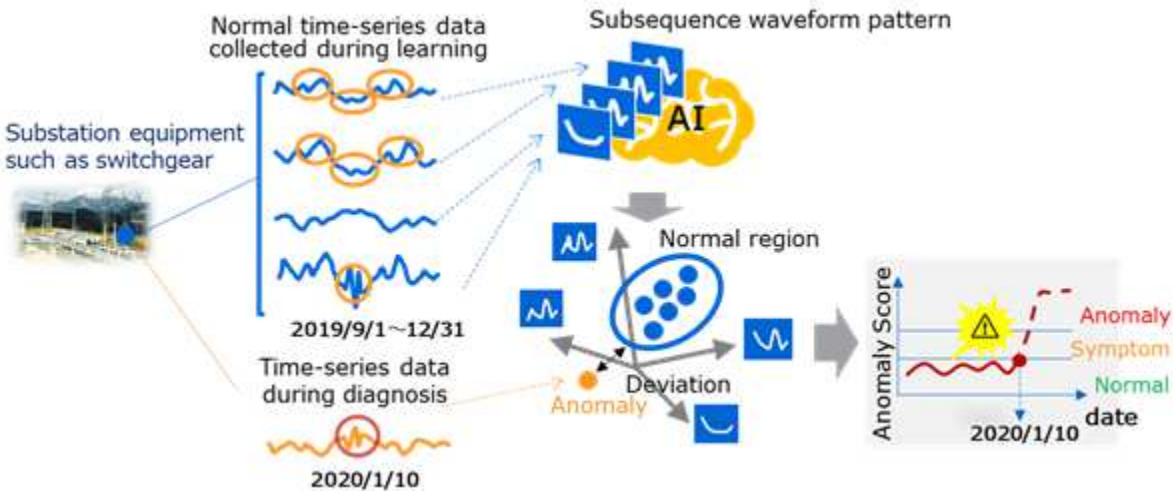 Normal time-series data
collected during learning
Subsequence waveform pattern
AI
Substation equipment
such as switchgear
2019/9/1～12/31
Normal region
Deviation
Anomaly
Time-series data
during diagnosis
2020/1/10
Anomaly Score
Anomaly
Symptom
Normal
date
2020/1/10